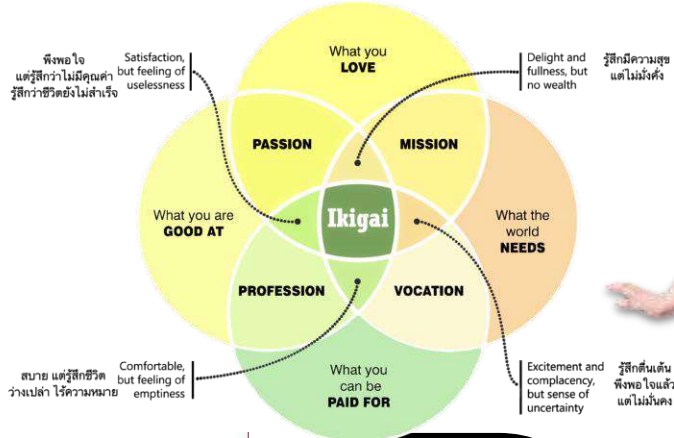 What you
LOVE
พึงพอใจ
แต่รู้สึกว่าไม่มีคุณค่า
รู้สึกว่าชีวิตยังไม่สำเร็จ
Satisfaction,
but feeling of
uselessness
Delight and
fullness, but
no wealth
รู้สึกมีความสุข
แต่ไม่มั่งคั่ง
PASSION
MISSION
What you are
GOOD AT
Ikigai
What the
world
NEEDS
PROFESSION
VOCATION
สบาย แต่รู้สึกชีวิต
ว่างเปล่า ไร้ความหมาย
Comfortable,
but feeling of
emptiness
What you
can be
PAID FOR
Excitement and
complacency,
but sense of
uncertainty
รู้สึกตื่นเต้น
พึงพอใจแล้ว
แต่ไม่มั่นคง